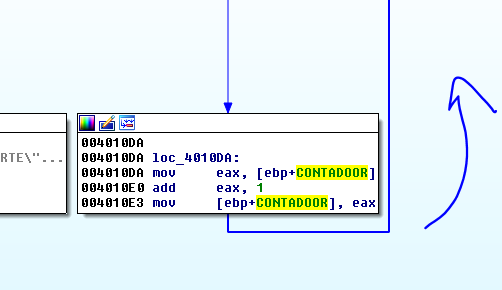 RTE\"...
004010DA
004010DA loc_4010DA:
004010DA mov eax, [ebp+CONTADOOR]
004010E0 add eax, 1
004010E3 mov [ebp+CONTADOOR], eax